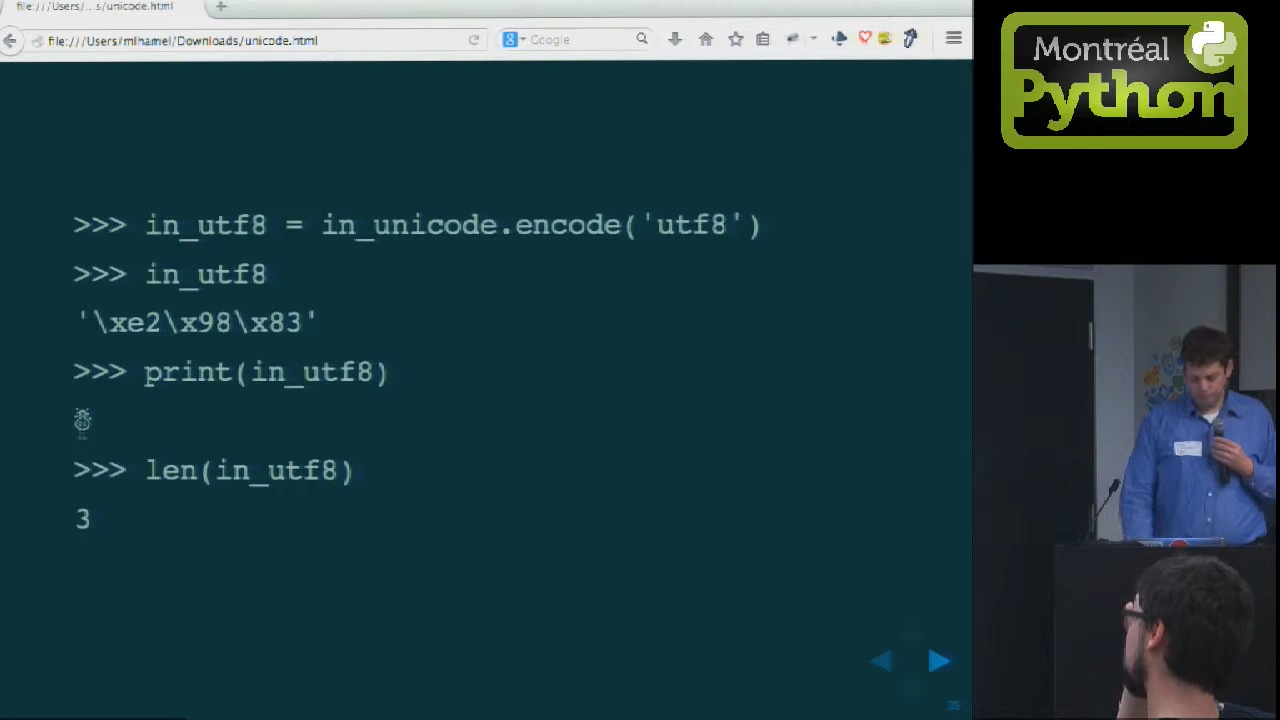 file:///Users/...s/unicode.html
file:///Users/mlhamel/Downloads/unicode.html
Google
>>> in_utf8 = in_unicode.encode('utf8')
>>> in_utf8
'\xe2\x98\x83'
>>> print(in_utf8)
☃
>>> len(in_utf8)
3
Montréal
Python